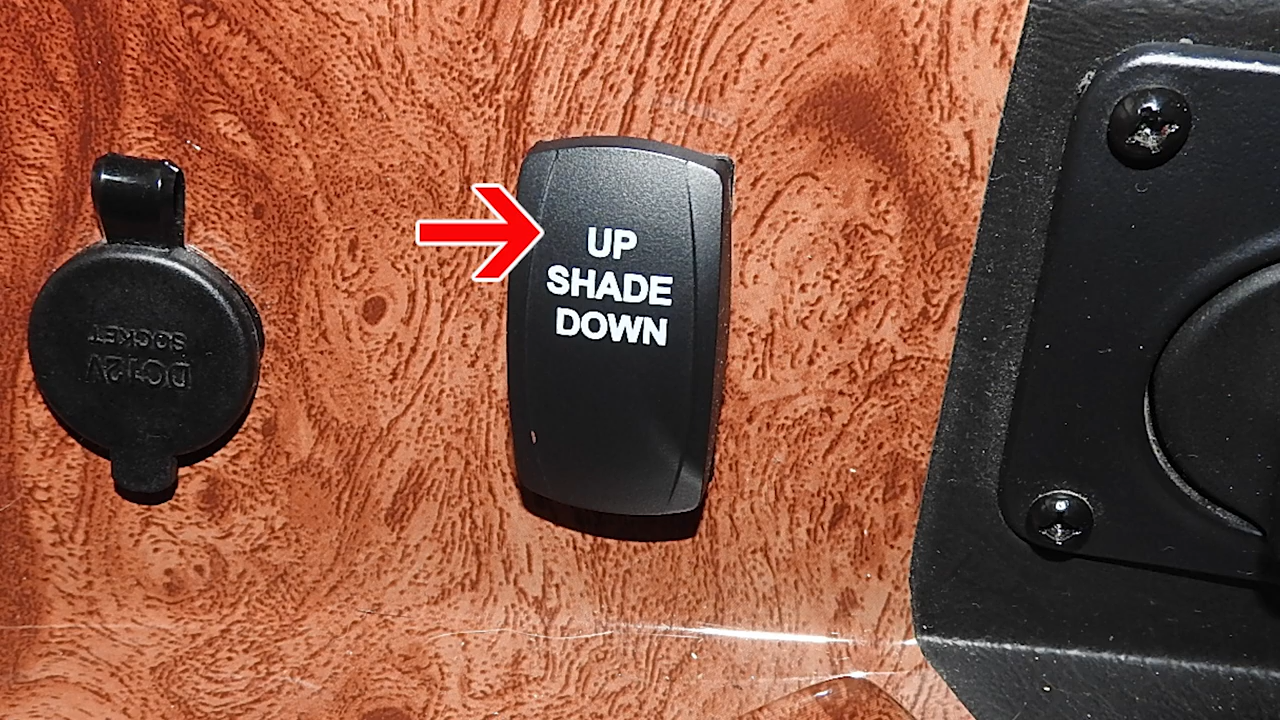 UP
SHADE
DOWN
DC12V
SOCKET